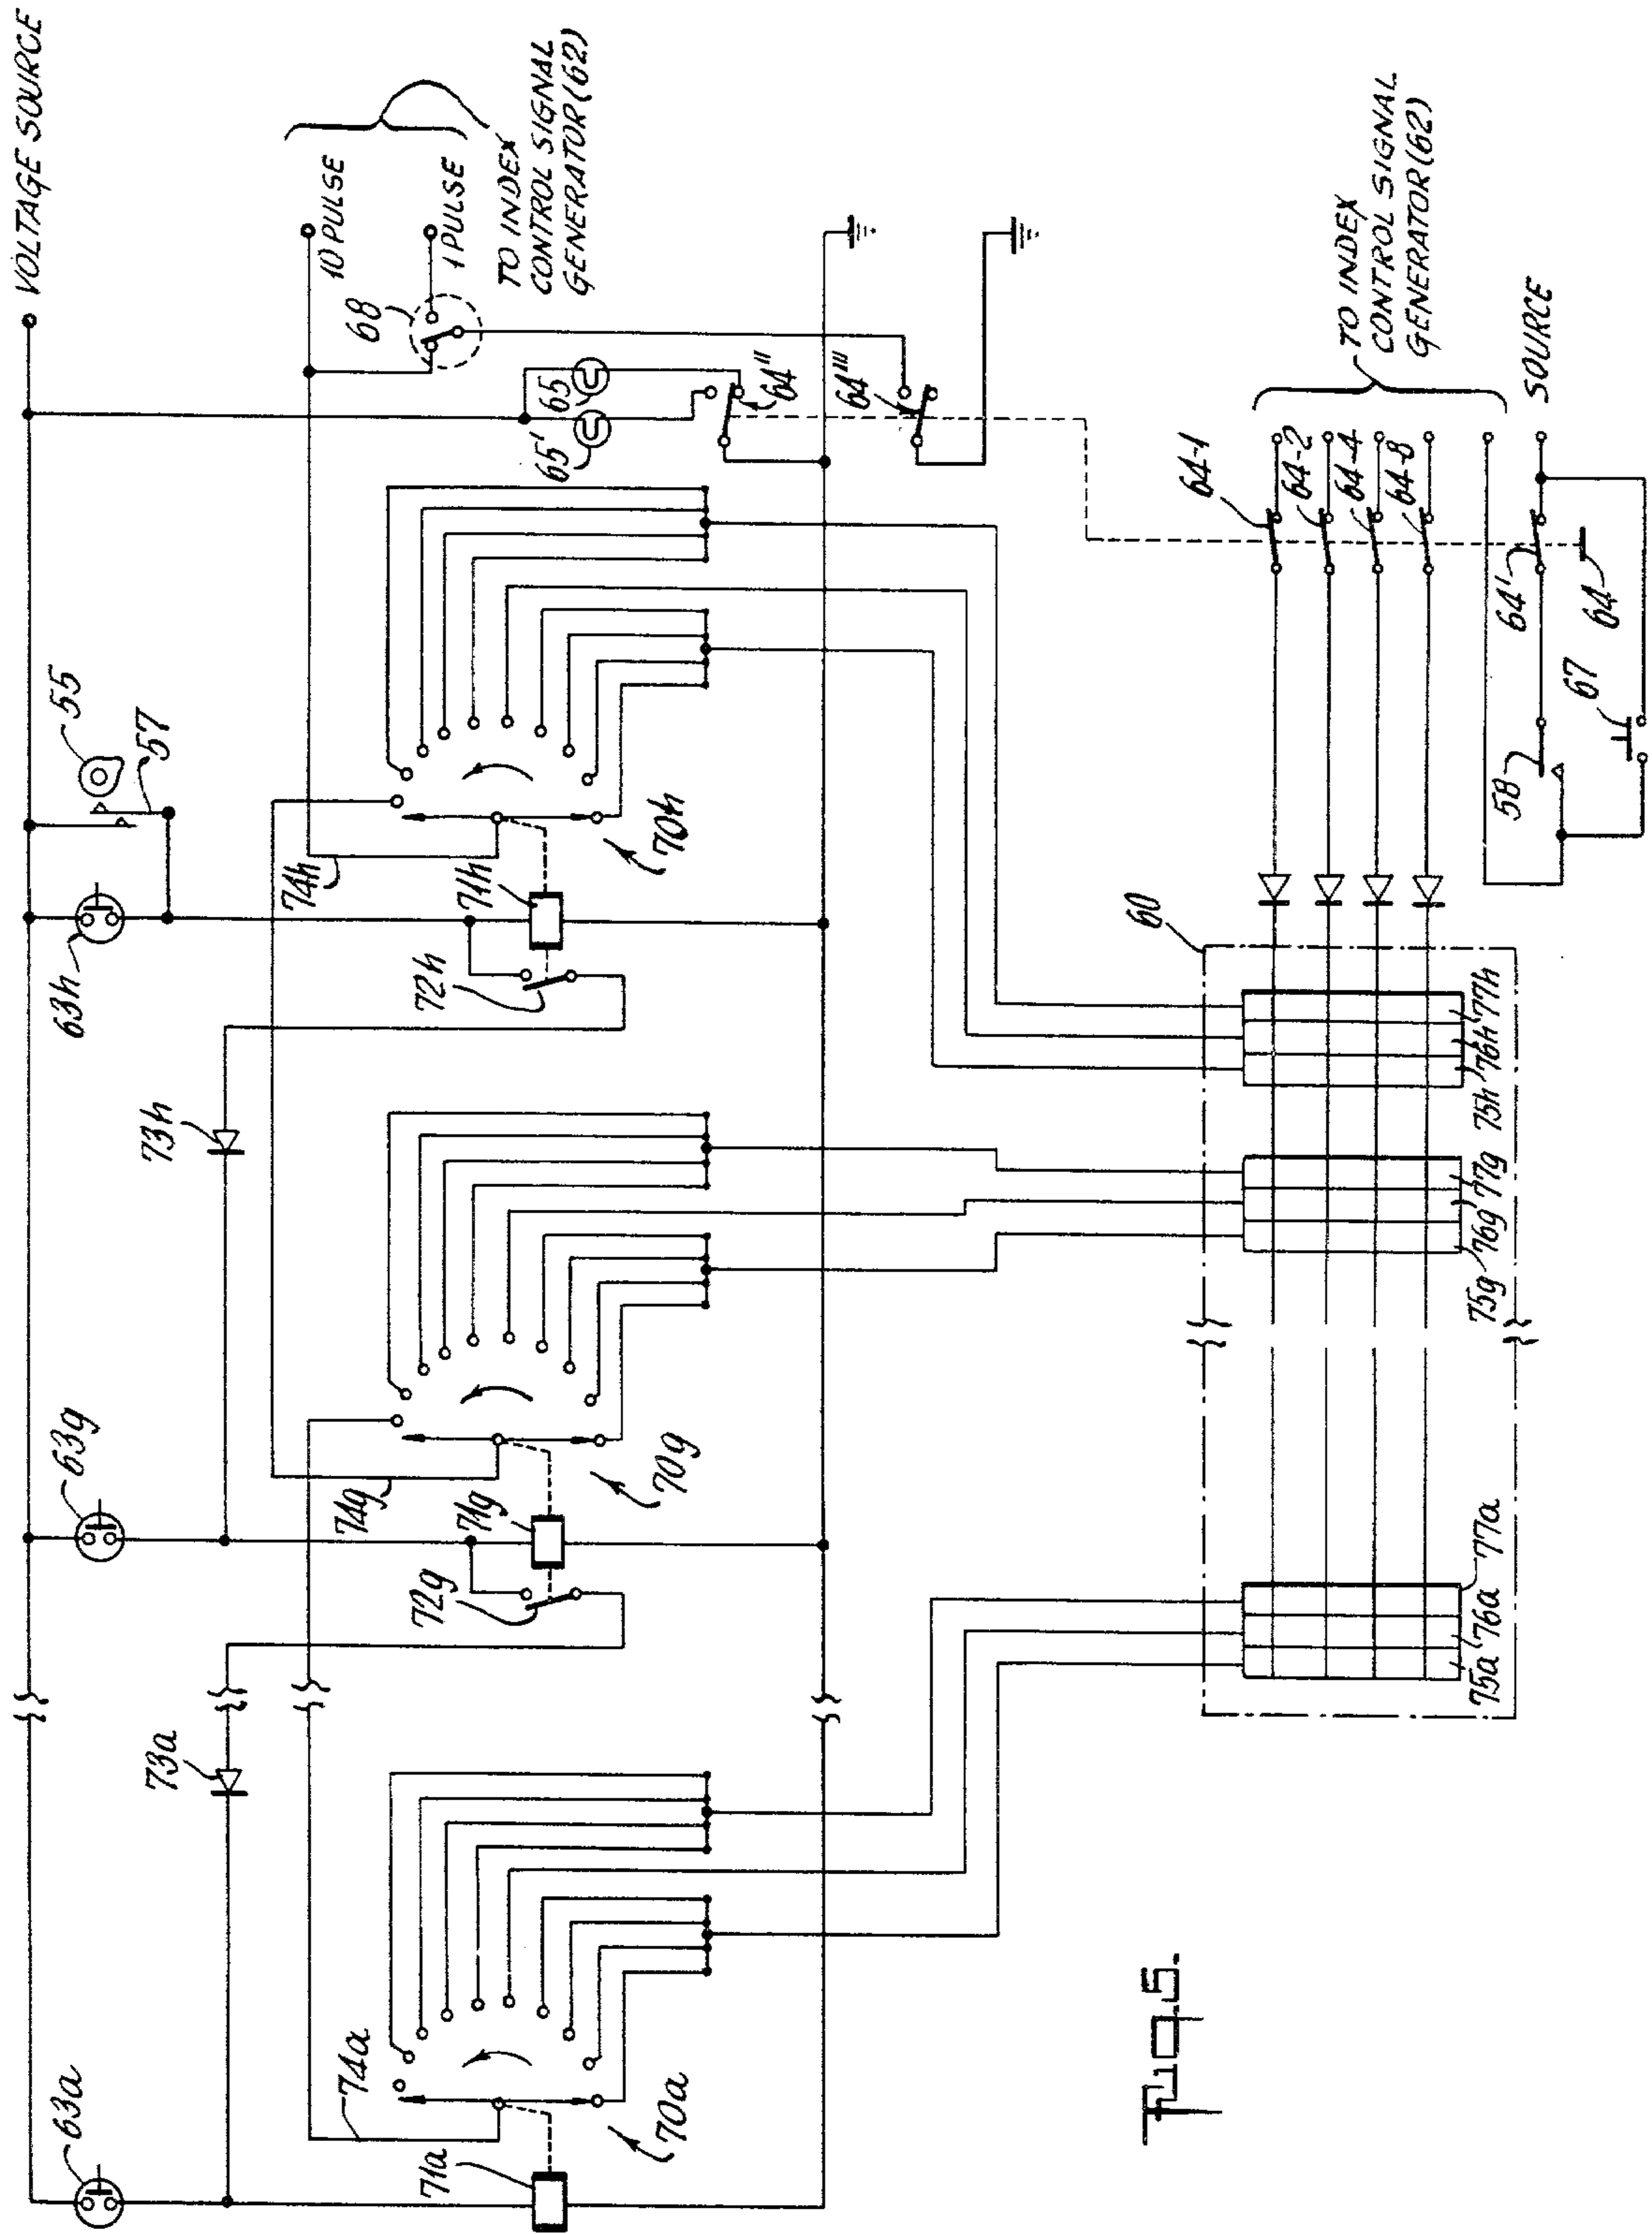 VOLTAGE SOURCE
10 PULSE
1 PULSE
TO INDEX
CONTROL SIGNAL
GENERATOR (62)
68
65
65'
64"
64'''
55
57
63h
74h
71h
72h
70h
73h
63g
74g
71g
72g
70g
73a
63a
74a
71a
70a
TO INDEX
CONTROL SIGNAL
GENERATOR (62)
SOURCE
64-1
64-2
64-4
64-8
64'
64
67
58
60
75h
76h
77h
75g
76g
77g
75a
76a
77a
Fig. 5.